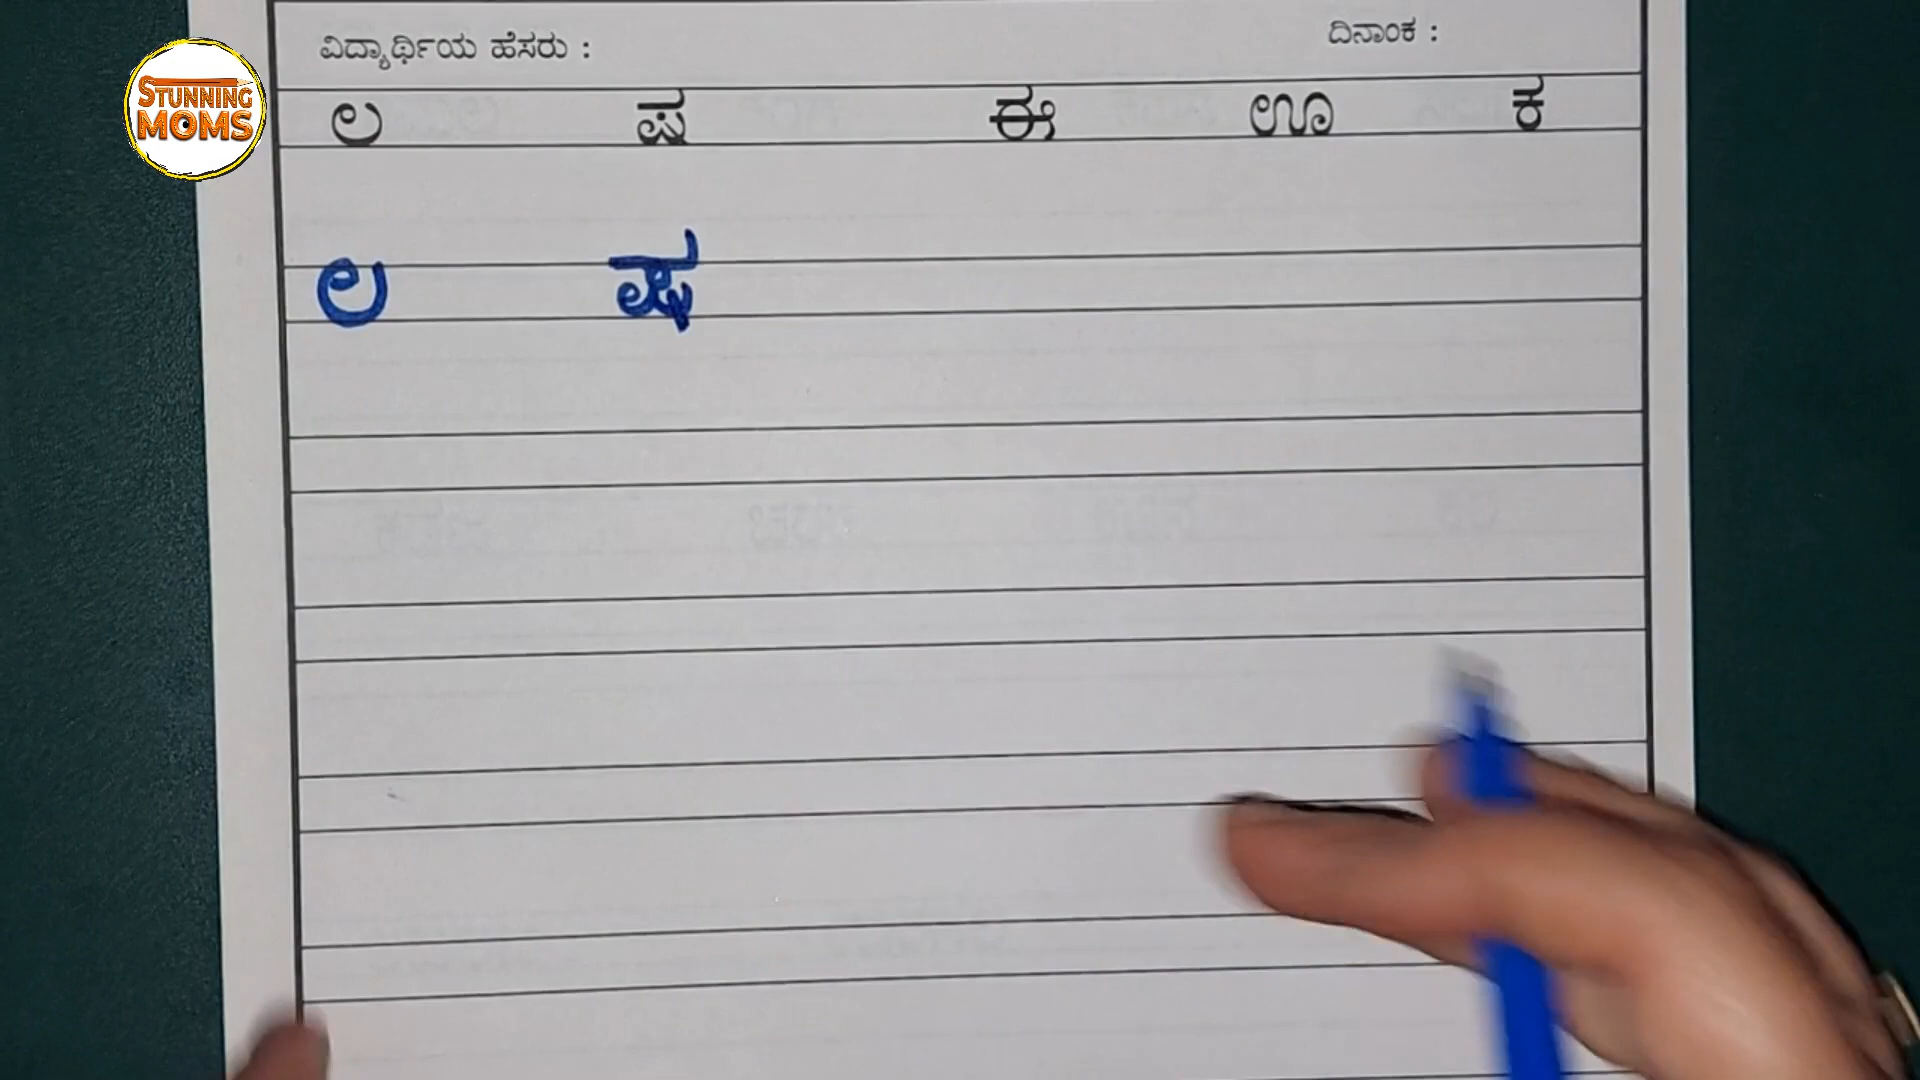 ವಿದ್ಯಾರ್ಥಿಯ ಹೆಸರು : ದಿನಾಂಕ :
STUNNING
MOMS
ಲ ಷ ಈ ಊ ಕ
ಲ ಷ